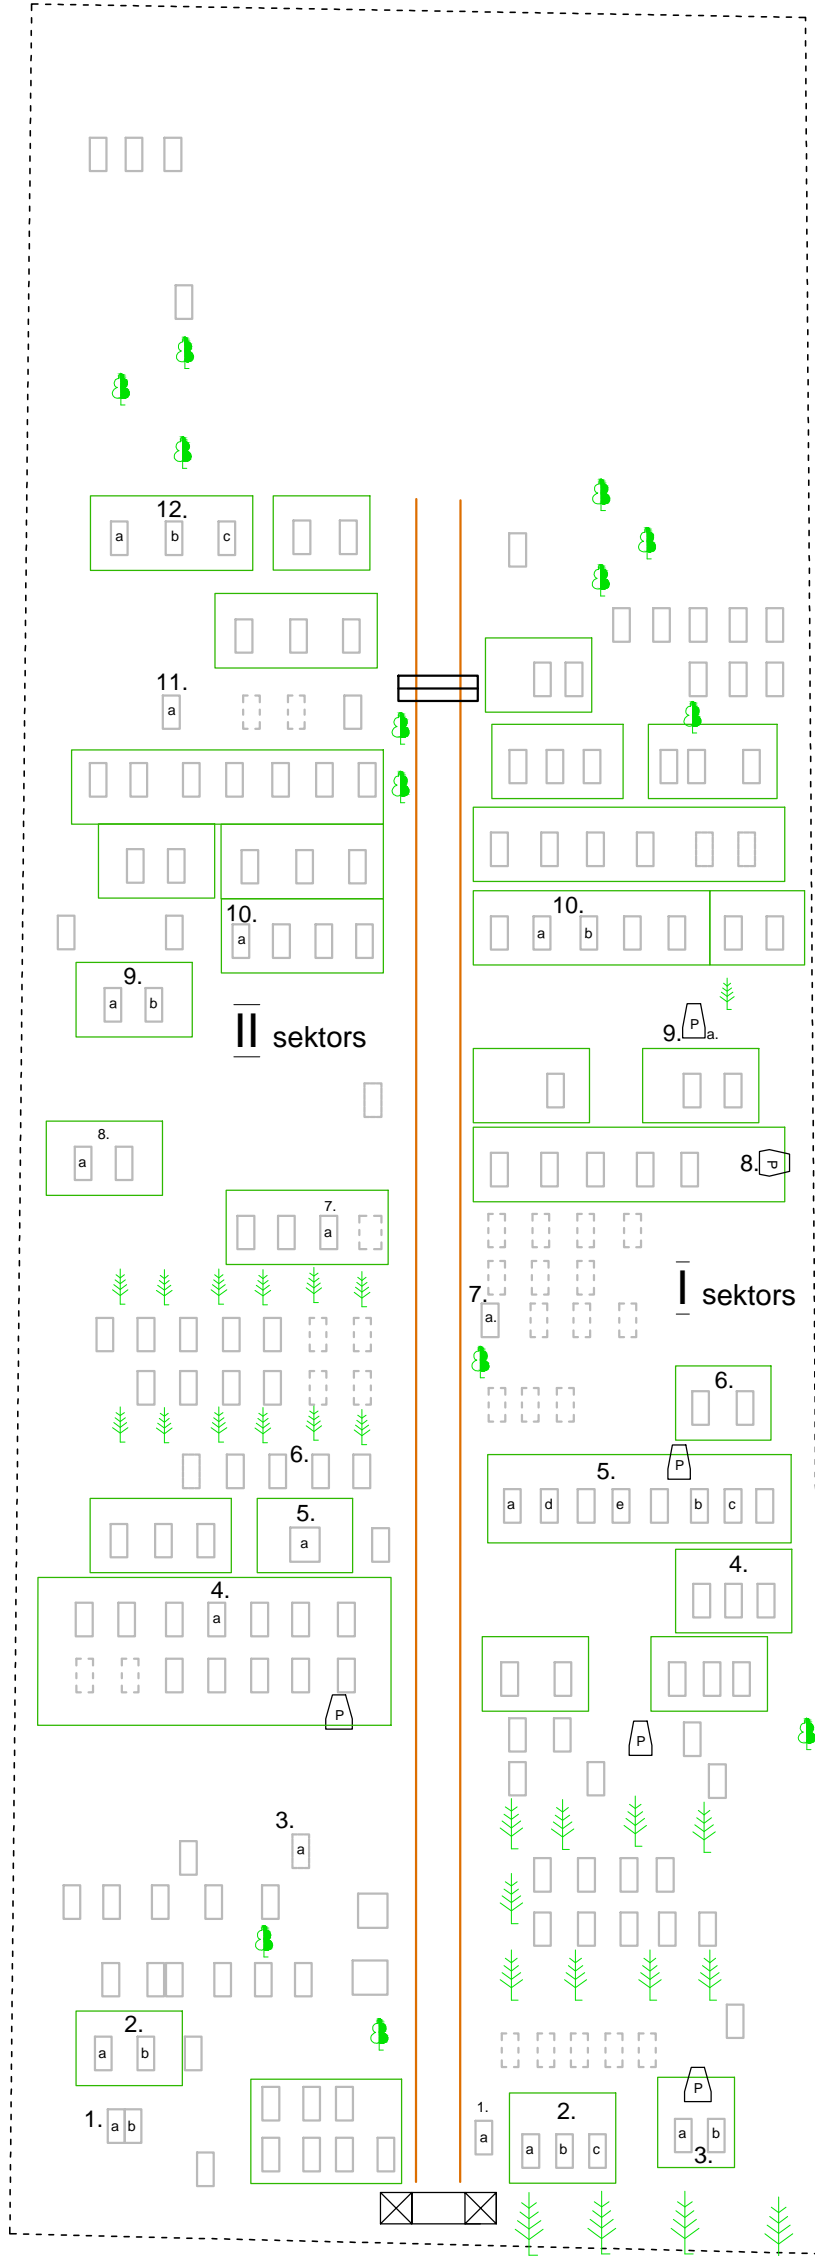 12.
a b c
11.
a
10.
a
10.
a b
9.
a b
II sektors
P
9. a.
8.
a
8. P
7.
a
I sektors
7.
a.
6.
6.
P
5.
a d e b c
5.
a
4.
4.
a
P
P
3.
a
2.
a b
P
1.
a b
1.
a
2.
a b c
a b
3.